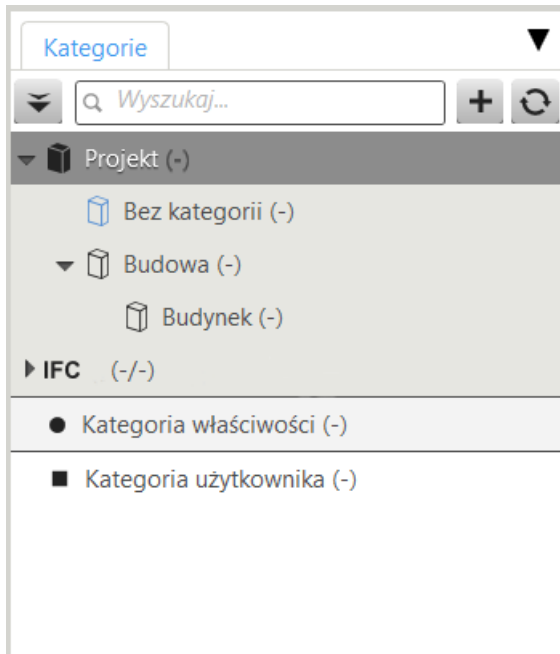 Kategorie
Wyszukaj...
Projekt (-)
Bez kategorii (-)
Budowa (-)
Budynek (-)
IFC (-/-)
Kategoria właściwości (-)
Kategoria użytkownika (-)